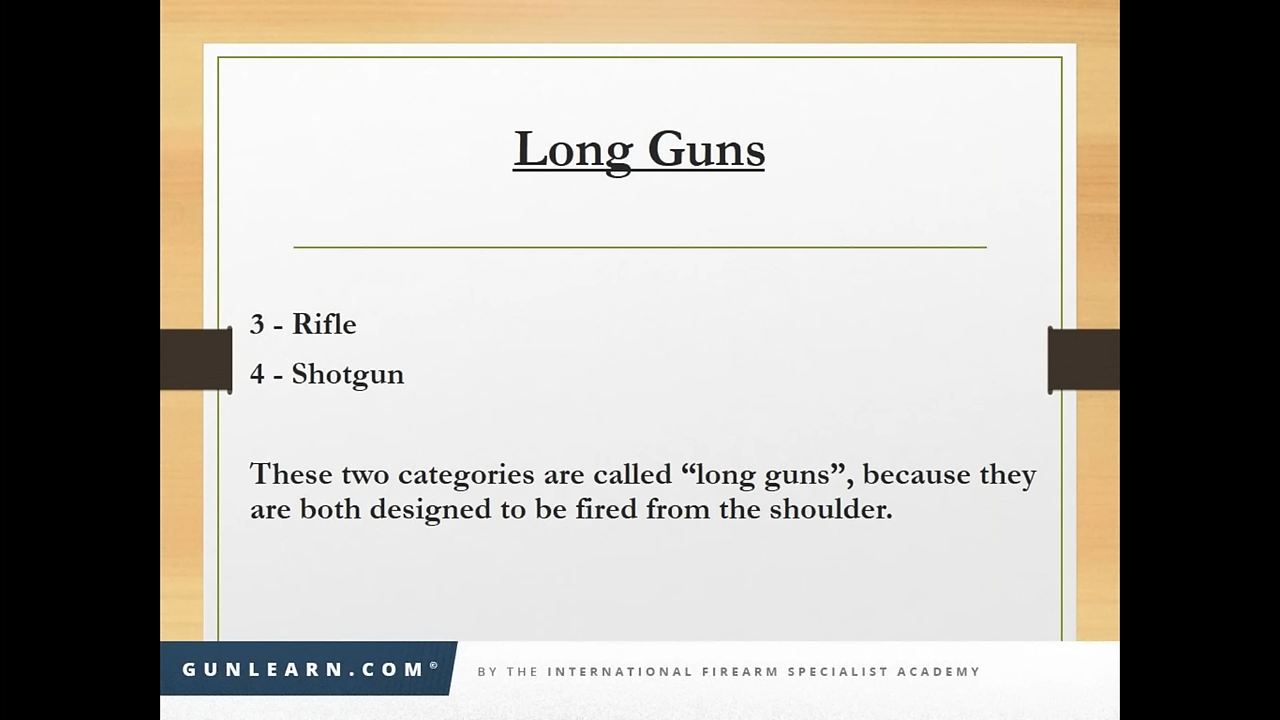 Long Guns
3 - Rifle
4 - Shotgun
These two categories are called “long guns”, because they
are both designed to be fired from the shoulder.
GUNLEARN.COM©
BY THE INTERNATIONAL FIREARM SPECIALIST ACADEMY